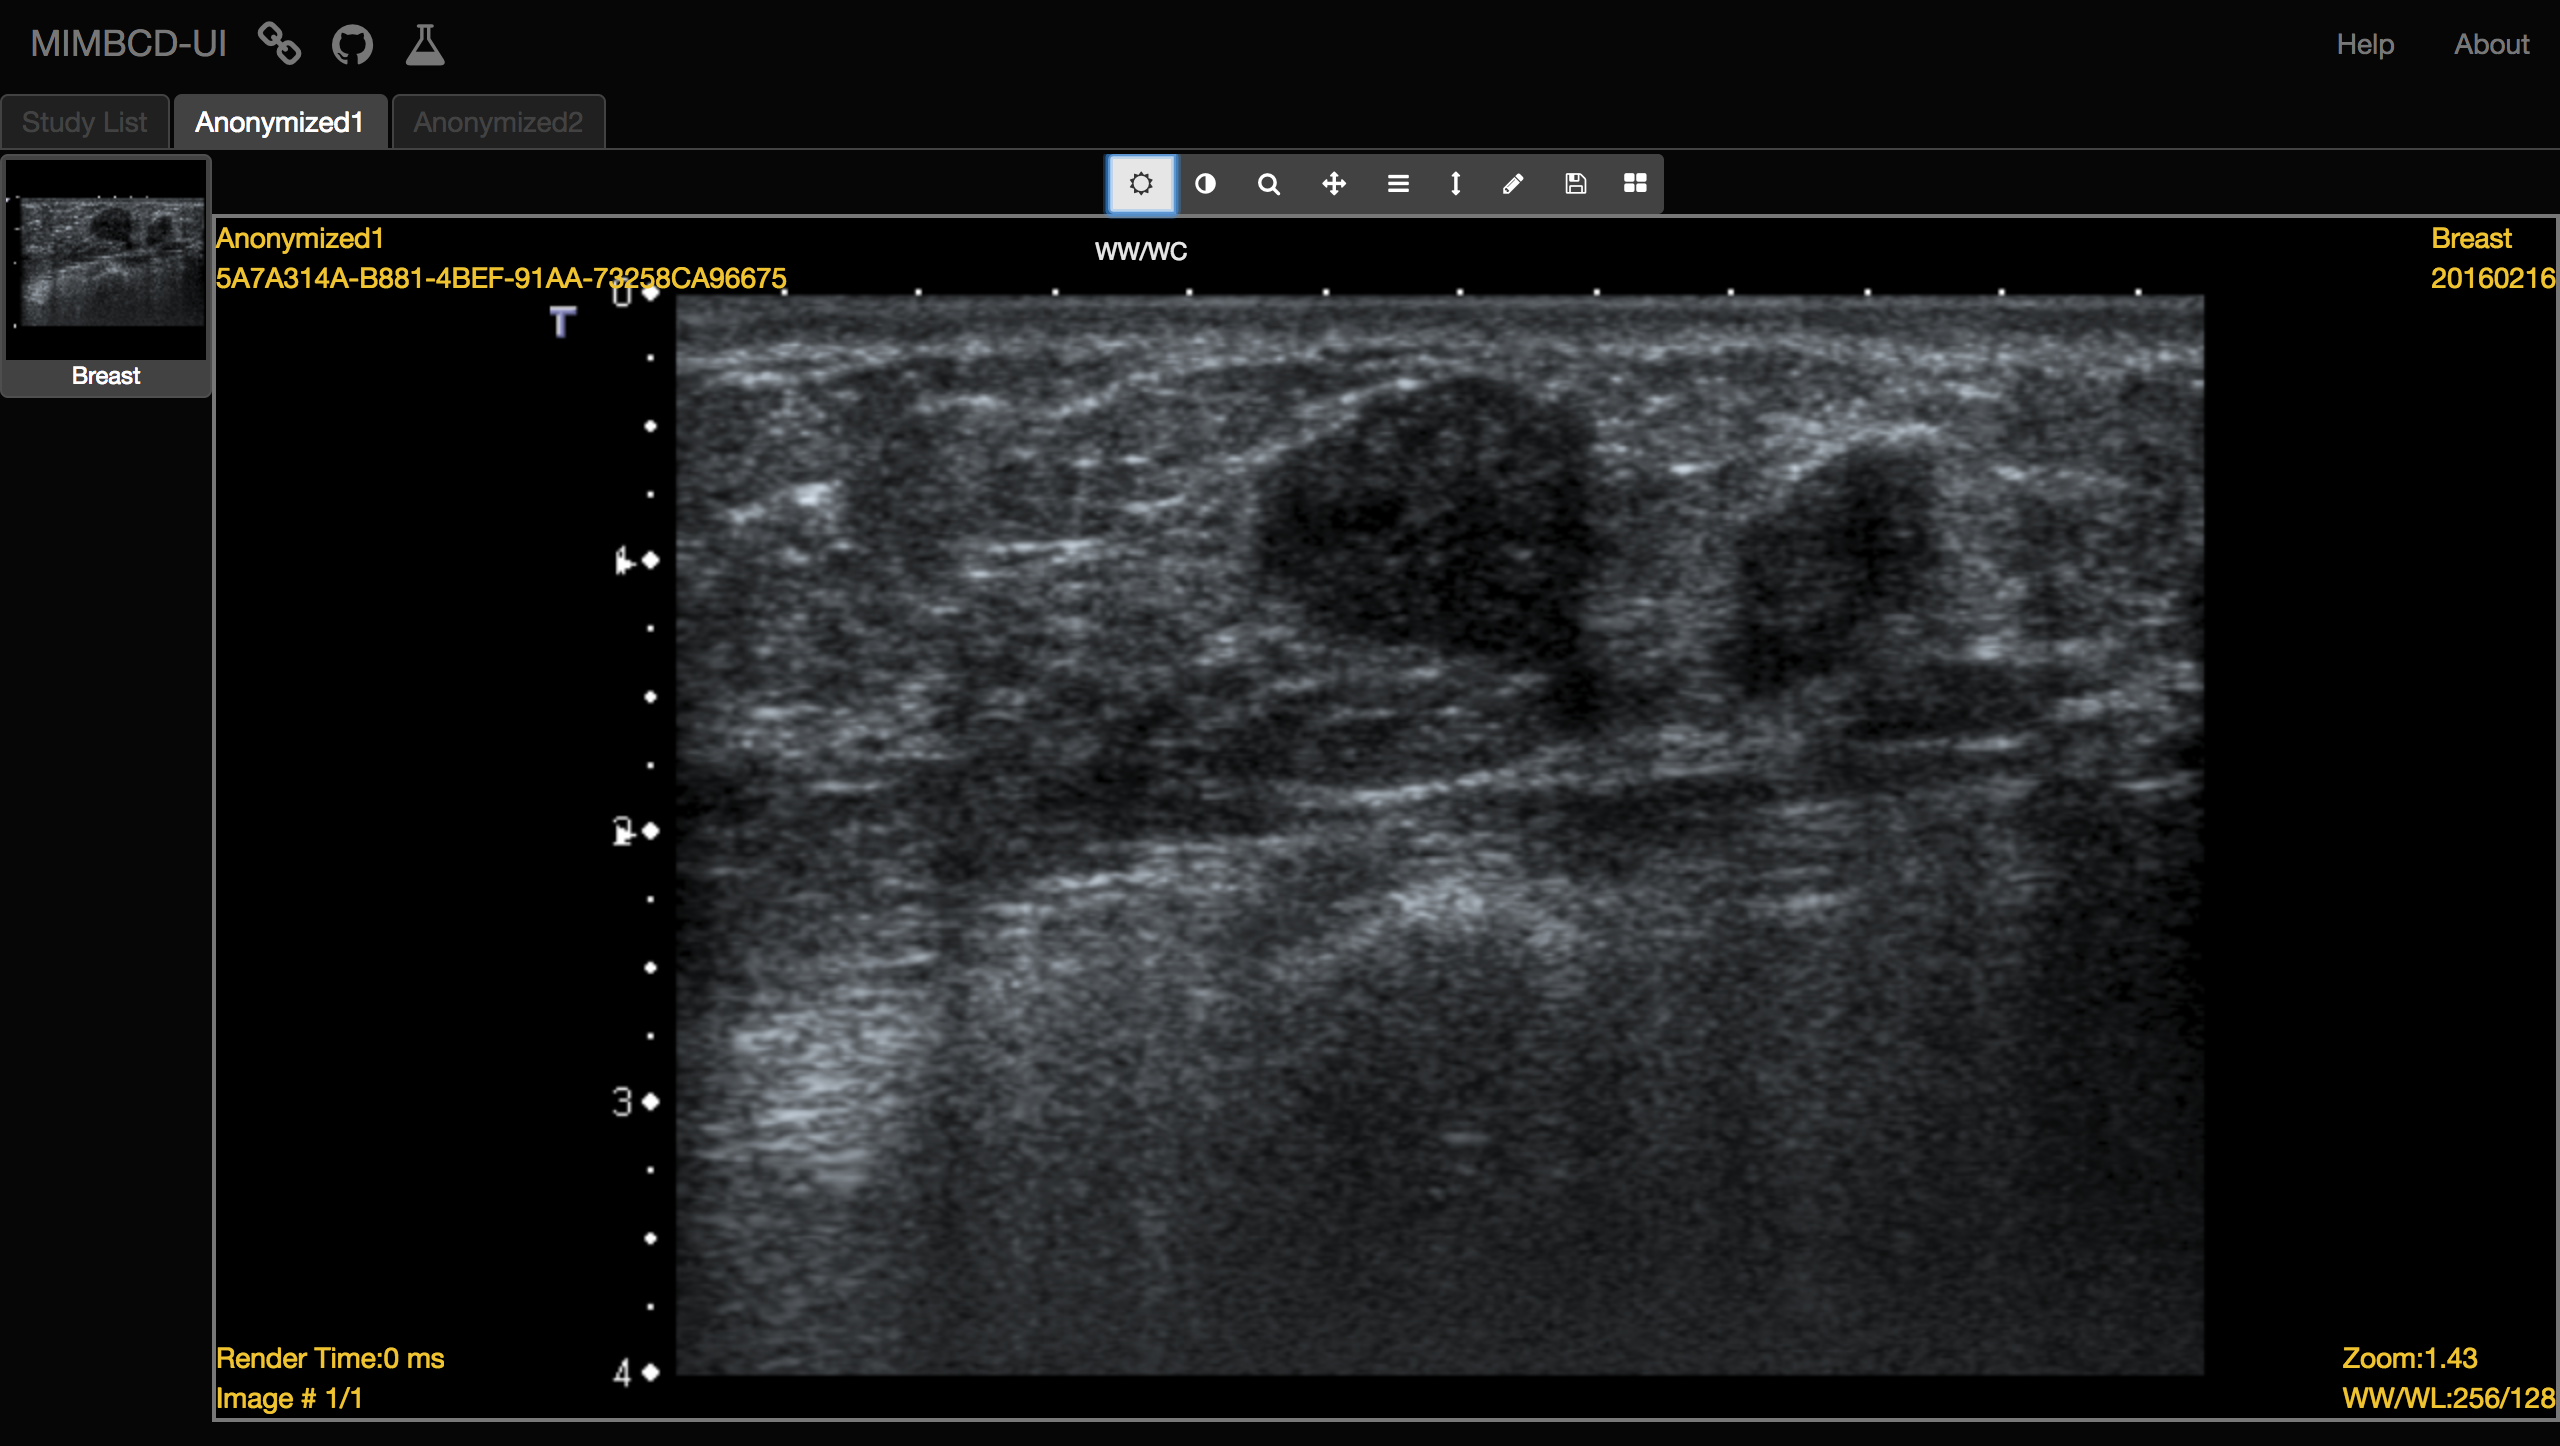 MIMBCD-UI
Help About
Study List Anonymized1 Anonymized2
Breast
Anonymized1
5A7A314A-B881-4BEF-91AA-73258CA96675
WW/WC
Breast
20160216
T
0
1
2
3
4
Render Time:0 ms
Image # 1/1
Zoom:1.43
WW/WL:256/128